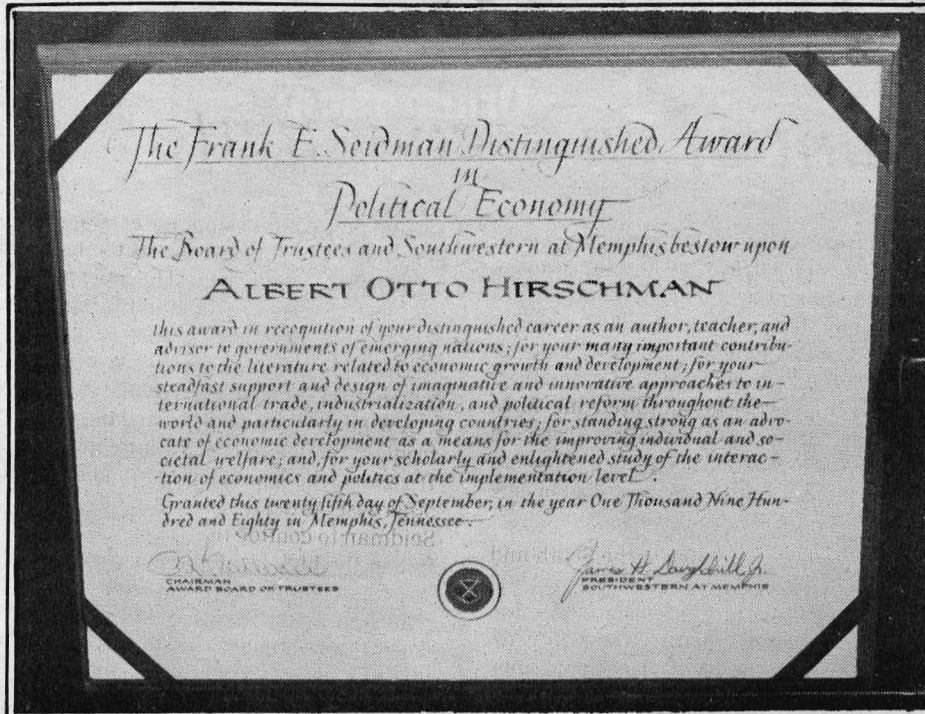 The Frank E. Seidman Distinguished Award
in
Political Economy
The Board of Trustees and Southwestern at Memphis bestow upon
ALBERT OTTO HIRSCHMAN
this award in recognition of your distinguished career as an author, teacher, and
adviser to governments of emerging nations; for your many important contribu-
tions to the literature related to economic growth and development; for your
steadfast support and design of imaginative and innovative approaches to in-
ternational trade, industrialization, and political reform throughout the
world and particularly in developing countries; for standing strong as an advo-
cate of economic development as a means for the improving individual and so-
cietal welfare; and, for your scholarly and enlightened study of the interac-
tion of economics and politics at the implementation level.
Granted this twenty fifth day of September, in the year One Thousand Nine Hun-
dred and Eighty in Memphis, Tennessee.
CHAIRMAN
AWARD BOARD OF TRUSTEES
James H. Daughdrill Jr.
PRESIDENT
SOUTHWESTERN AT MEMPHIS